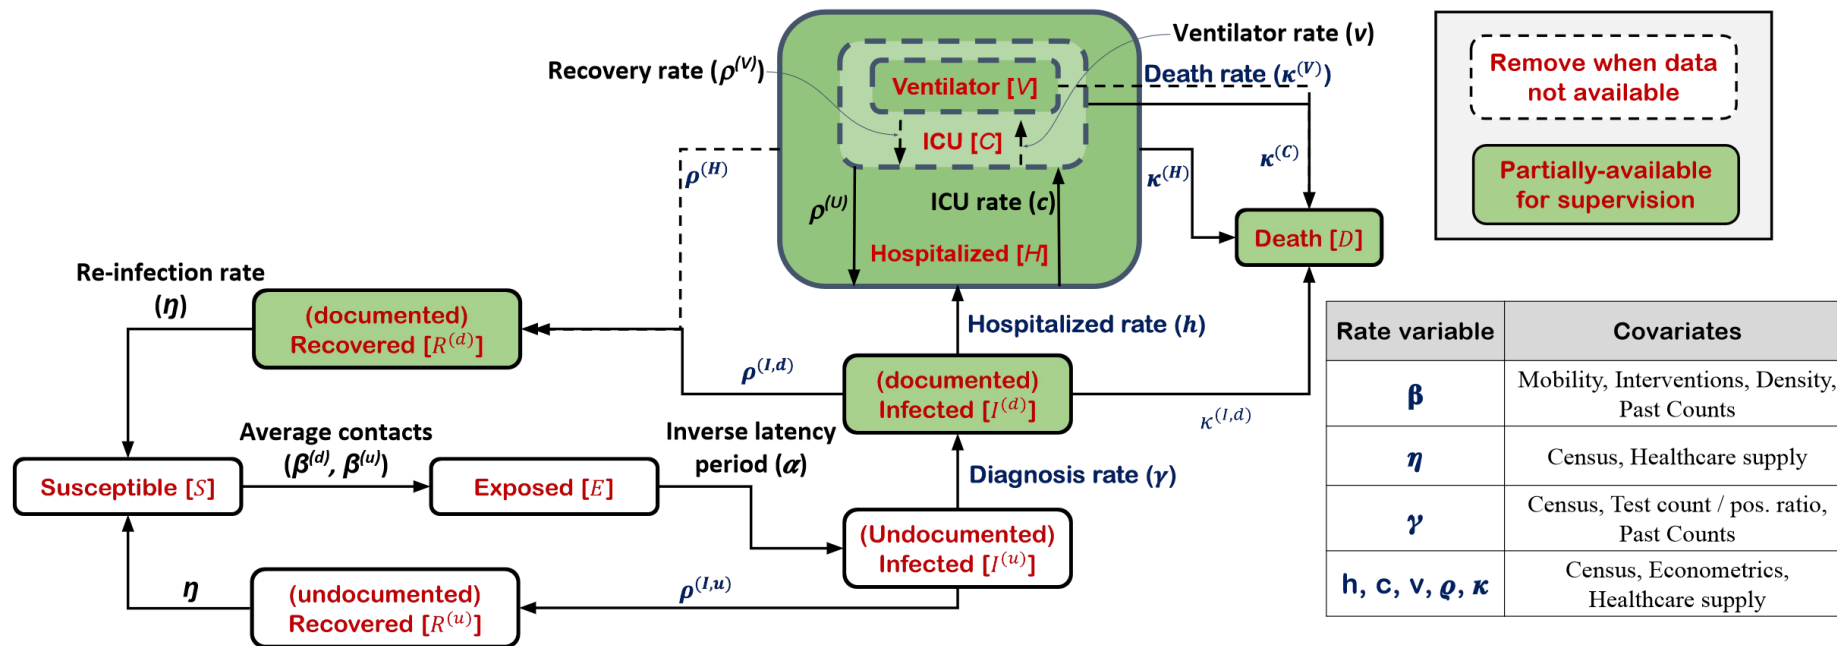 Recovery rate (ρ(V))
Ventilator rate (v)
Ventilator [V]
Death rate (κ(V))
ICU [C]
ρ(H)
ρ(U)
ICU rate (c)
κ(H)
κ(C)
Hospitalized [H]
Death [D]
Remove when data
not available
Partially-available
for supervision
Re-infection rate
(η)
(documented)
Recovered [R(d)]
Hospitalized rate (h)
ρ(I,d)
(documented)
Infected [I(d)]
κ(I,d)
Average contacts
(β(d), β(u))
Inverse latency
period (α)
Diagnosis rate (γ)
Susceptible [S]
Exposed [E]
(Undocumented)
Infected [I(u)]
η
(undocumented)
Recovered [R(u)]
ρ(I,u)
Rate variable Covariates
β Mobility, Interventions, Density,
Past Counts
η Census, Healthcare supply
γ Census, Test count / pos. ratio,
Past Counts
h, c, v, ϱ, κ Census, Econometrics,
Healthcare supply